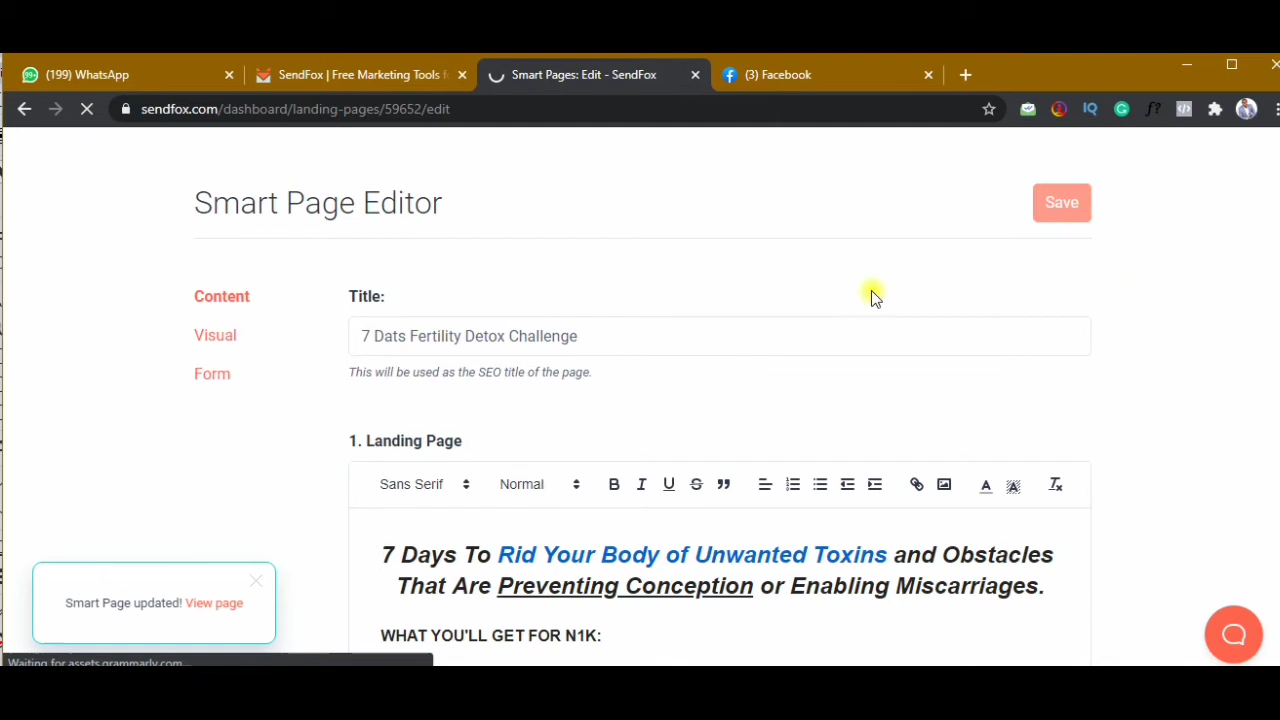 99+ (199) WhatsApp
SendFox | Free Marketing Tools fo
Smart Pages: Edit - SendFox
(3) Facebook
sendfox.com/dashboard/landing-pages/59652/edit
Smart Page Editor
Save
Content
Title:
Visual
7 Dats Fertility Detox Challenge
Form
This will be used as the SEO title of the page.
1. Landing Page
Sans Serif Normal
7 Days To Rid Your Body of Unwanted Toxins and Obstacles
That Are Preventing Conception or Enabling Miscarriages.
Smart Page updated! View page
WHAT YOU'LL GET FOR N1K:
Waiting for assets.grammarly.com...